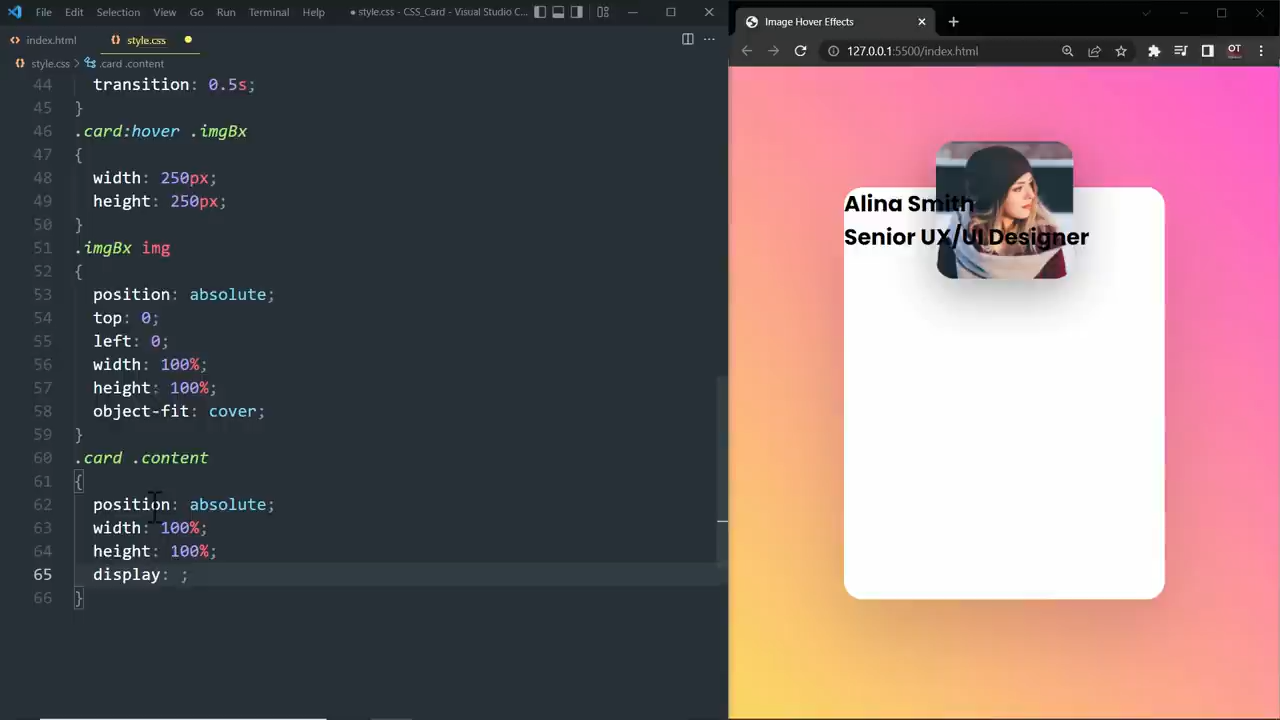 File Edit Selection View Go Run Terminal Help ● style.css - CSS_Card - Visual Studio C...
index.html style.css
style.css > .card .content
44 transition: 0.5s;
45 }
46 .card:hover .imgBx
47 {
48 width: 250px;
49 height: 250px;
50 }
51 .imgBx img
52 {
53 position: absolute;
54 top: 0;
55 left: 0;
56 width: 100%;
57 height: 100%;
58 object-fit: cover;
59 }
60 .card .content
61 {
62 position: absolute;
63 width: 100%;
64 height: 100%;
65 display: ;
66 }
Image Hover Effects
127.0.0.1:5500/index.html
OT
Alina Smith
Senior UX/UI Designer